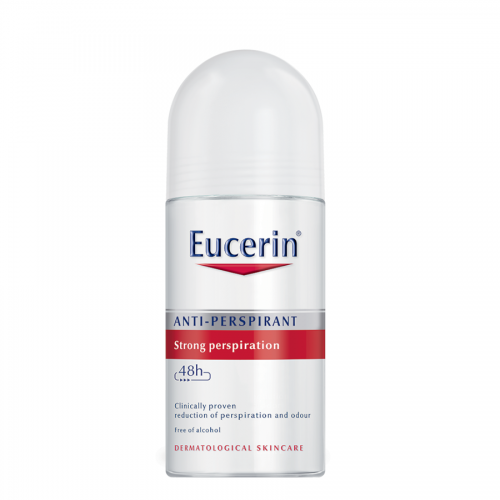 Eucerin®
ANTI-PERSPIRANT
Strong perspiration
48h
Clinically proven
reduction of perspiration and odour
Free of alcohol
DERMATOLOGICAL SKINCARE